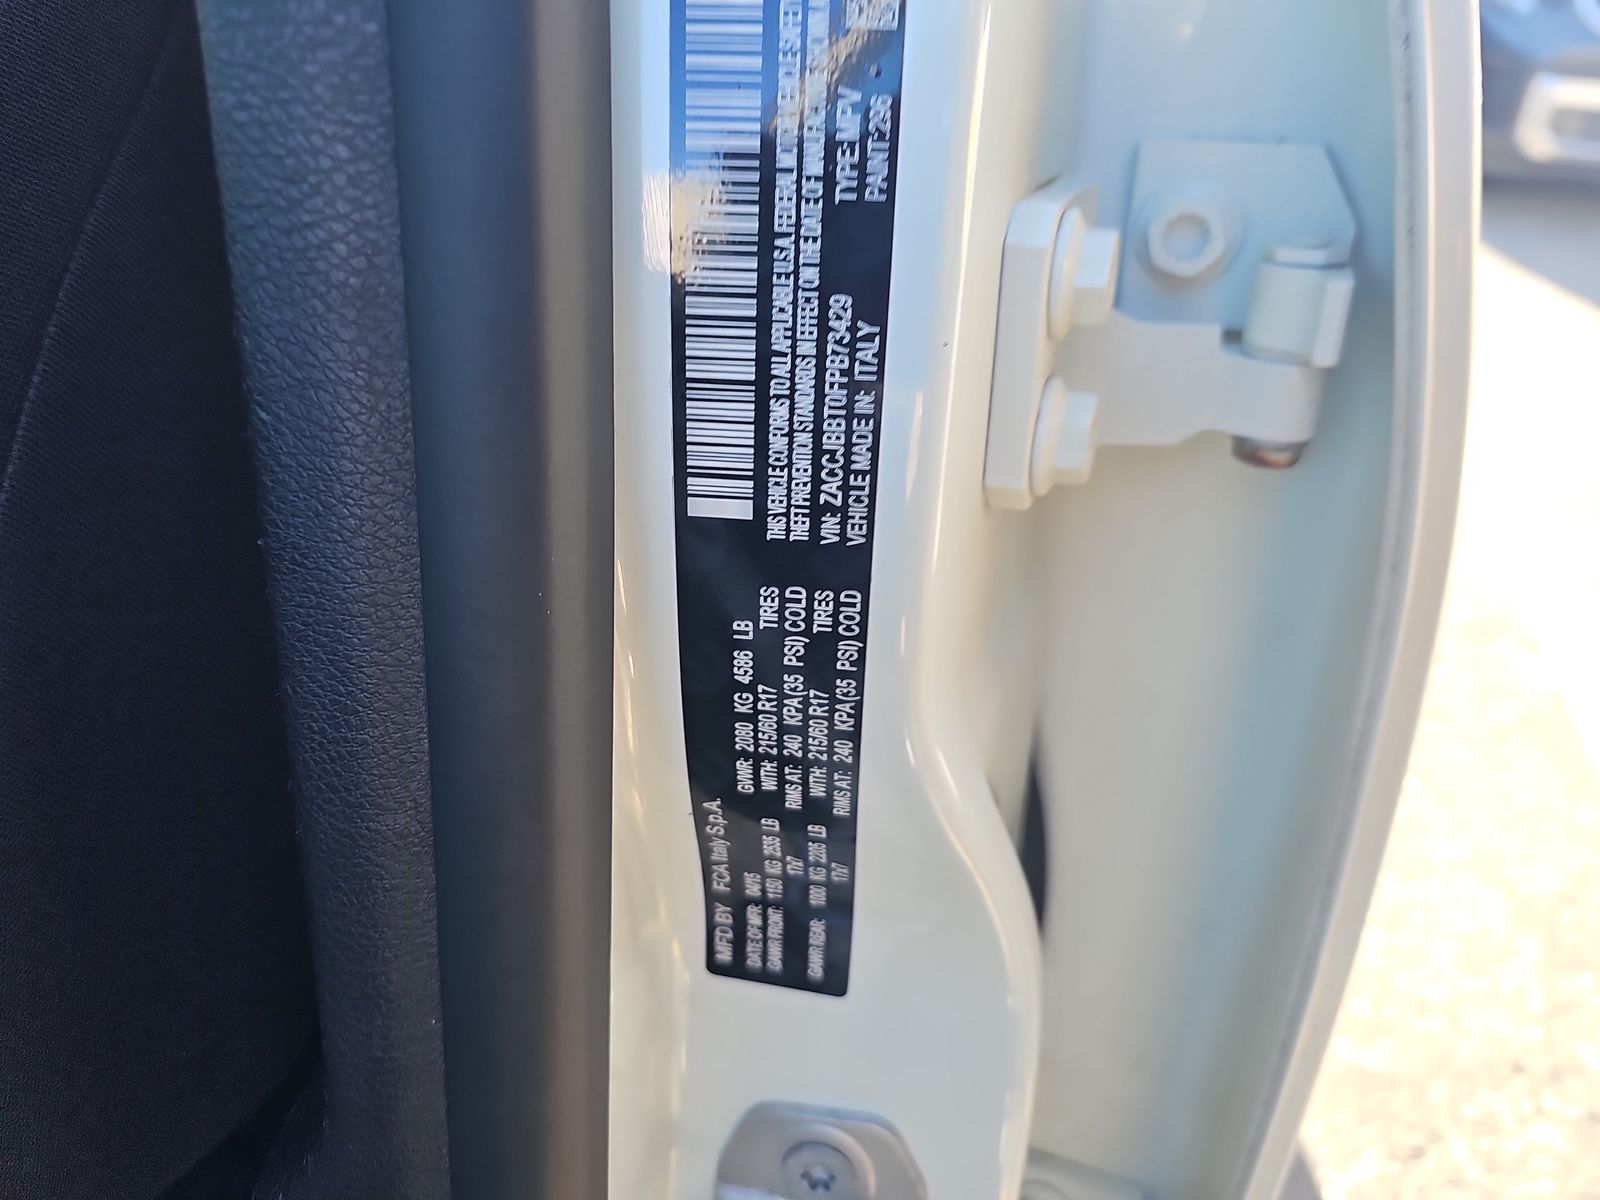 MFD BY FCA Italy S.p.A.
DATE OF MFR: 04/15 GVWR: 2080 KG 4586 LB
GAWR FRONT: 1150 KG 2535 LB WITH: 215/60 R17 TIRES
17x7 RIMS AT: 240 KPA(35 PSI) COLD
GAWR REAR: 1000 KG 2205 LB WITH: 215/60 R17 TIRES
17x7 RIMS AT: 240 KPA(35 PSI) COLD
THIS VEHICLE CONFORMS TO ALL APPLICABLE U.S.A. FEDERAL MOTOR VEHICLE SAFETY
THEFT PREVENTION STANDARDS IN EFFECT ON THE DATE OF MANUFACTURE
VIN: ZACCJBBT0FPB73429 TYPE: MPV
VEHICLE MADE IN: ITALY PAINT: 296